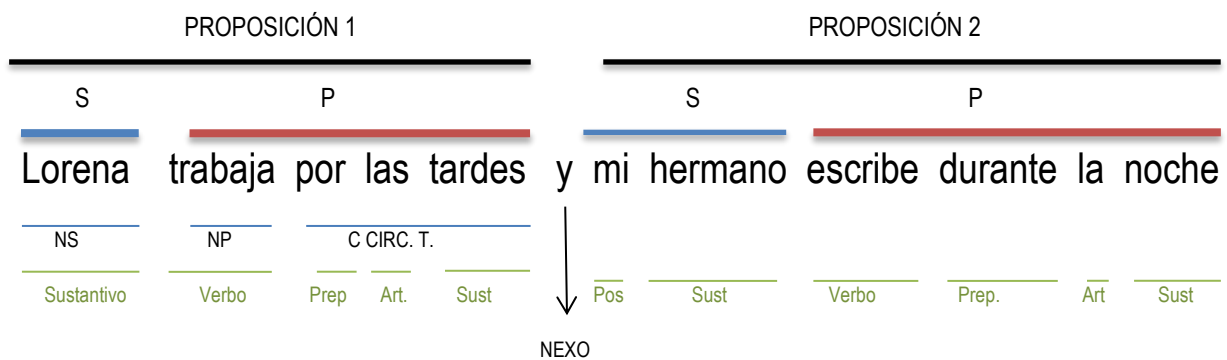 PROPOSICIÓN 1 PROPOSICIÓN 2
S P S P
Lorena trabaja por las tardes y mi hermano escribe durante la noche
NS NP C CIRC. T.
Sustantivo Verbo Prep Art. Sust Pos Sust Verbo Prep. Art Sust
NEXO